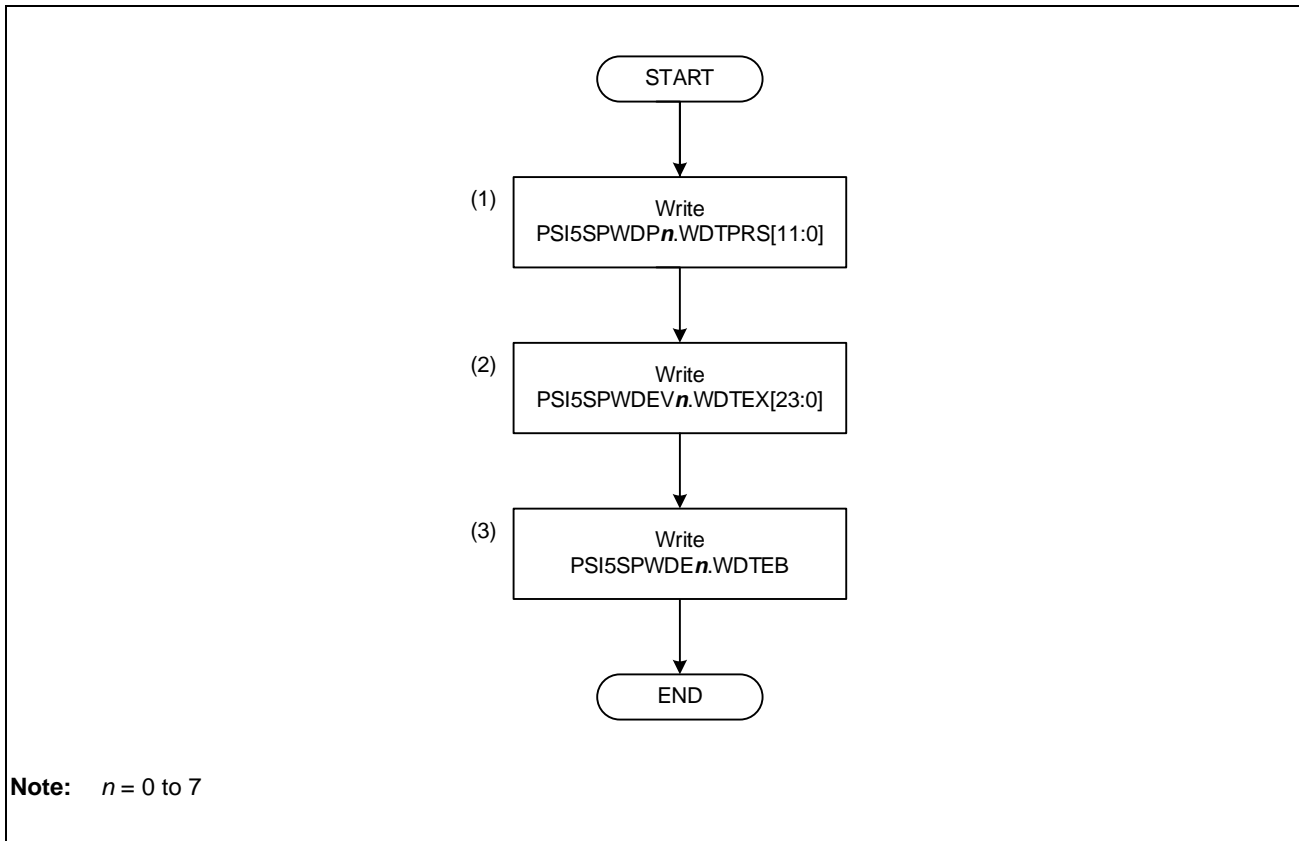 START
(1)
Write
PSI5SPWDPn.WDTPRS[11:0]
(2)
Write
PSI5SPWDEVn.WDTEX[23:0]
(3)
Write
PSI5SPWDEn.WDTEB
END
Note: n = 0 to 7